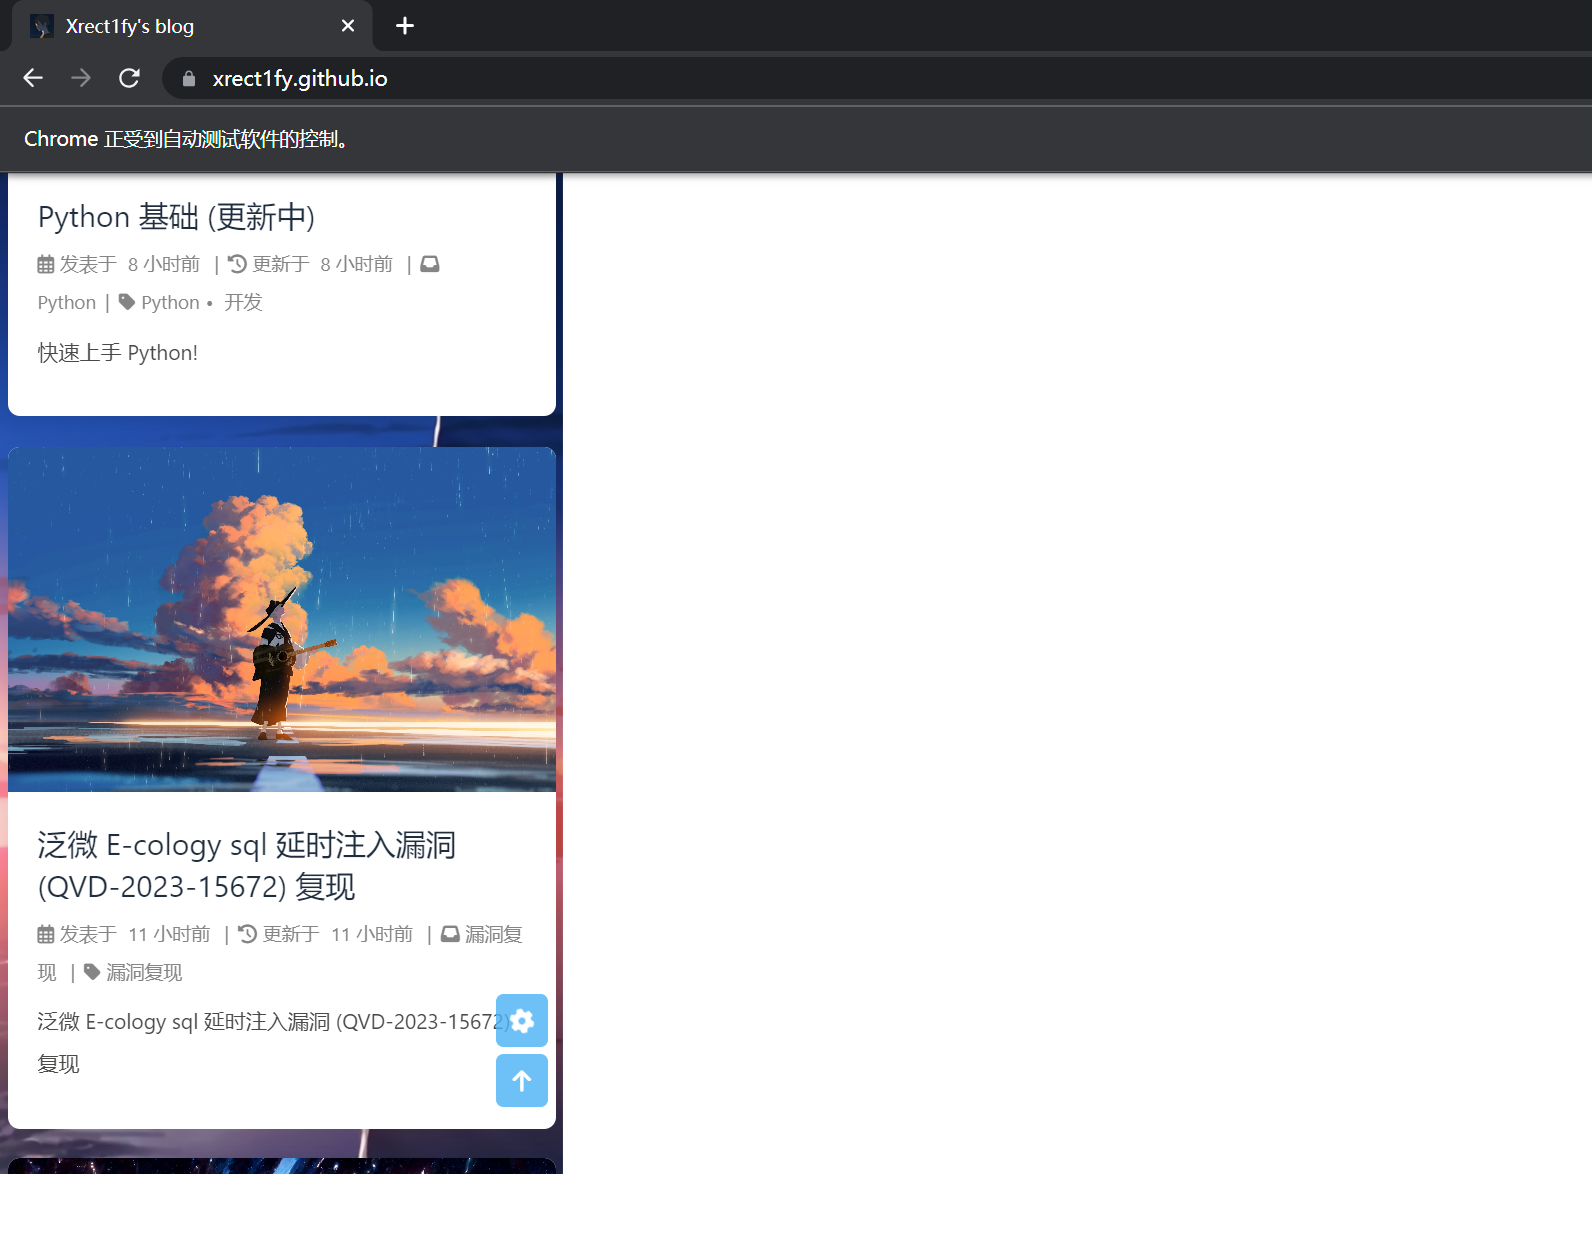 Xrect1fy's blog
xrect1fy.github.io
Chrome 正受到自动测试软件的控制。
Python 基础 (更新中)
发表于 8 小时前 | 更新于 8 小时前 |
Python | Python • 开发
快速上手 Python!
泛微 E-cology sql 延时注入漏洞
(QVD-2023-15672) 复现
发表于 11 小时前 | 更新于 11 小时前 | 漏洞复
现 | 漏洞复现
泛微 E-cology sql 延时注入漏洞 (QVD-2023-15672)
复现